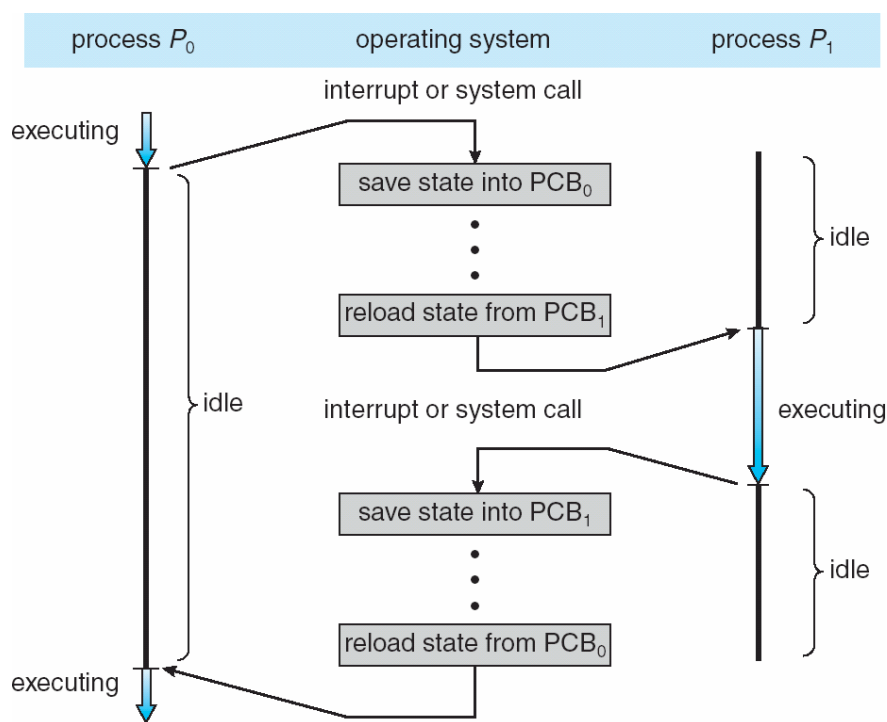 process P₀ operating system process P₁
interrupt or system call
executing
save state into PCB₀
idle
reload state from PCB₁
idle
interrupt or system call
executing
save state into PCB₁
idle
reload state from PCB₀
executing